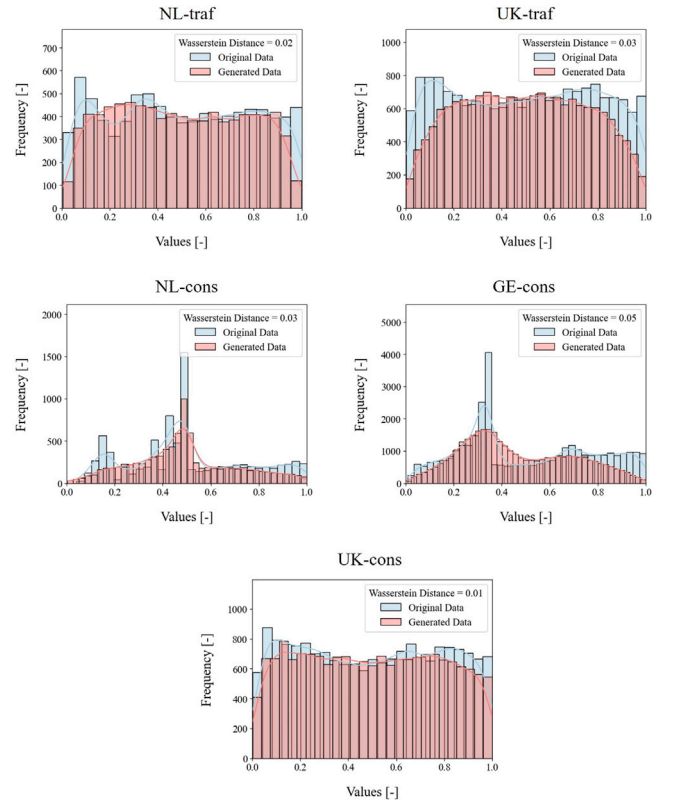 NL-traf
UK-traf
Wasserstein Distance = 0.02
Original Data
Generated Data
Frequency [-]
700
600
500
400
300
200
100
0
0.0 0.2 0.4 0.6 0.8 1.0
Values [-]
Wasserstein Distance = 0.03
Original Data
Generated Data
Frequency [-]
1000
800
600
400
200
0
0.0 0.2 0.4 0.6 0.8 1.0
Values [-]
NL-cons
GE-cons
Wasserstein Distance = 0.03
Original Data
Generated Data
Frequency [-]
2000
1500
1000
500
0
0.0 0.2 0.4 0.6 0.8 1.0
Values [-]
Wasserstein Distance = 0.05
Original Data
Generated Data
Frequency [-]
5000
4000
3000
2000
1000
0
0.0 0.2 0.4 0.6 0.8 1.0
Values [-]
UK-cons
Wasserstein Distance = 0.01
Original Data
Generated Data
Frequency [-]
1000
800
600
400
200
0
0.0 0.2 0.4 0.6 0.8 1.0
Values [-]